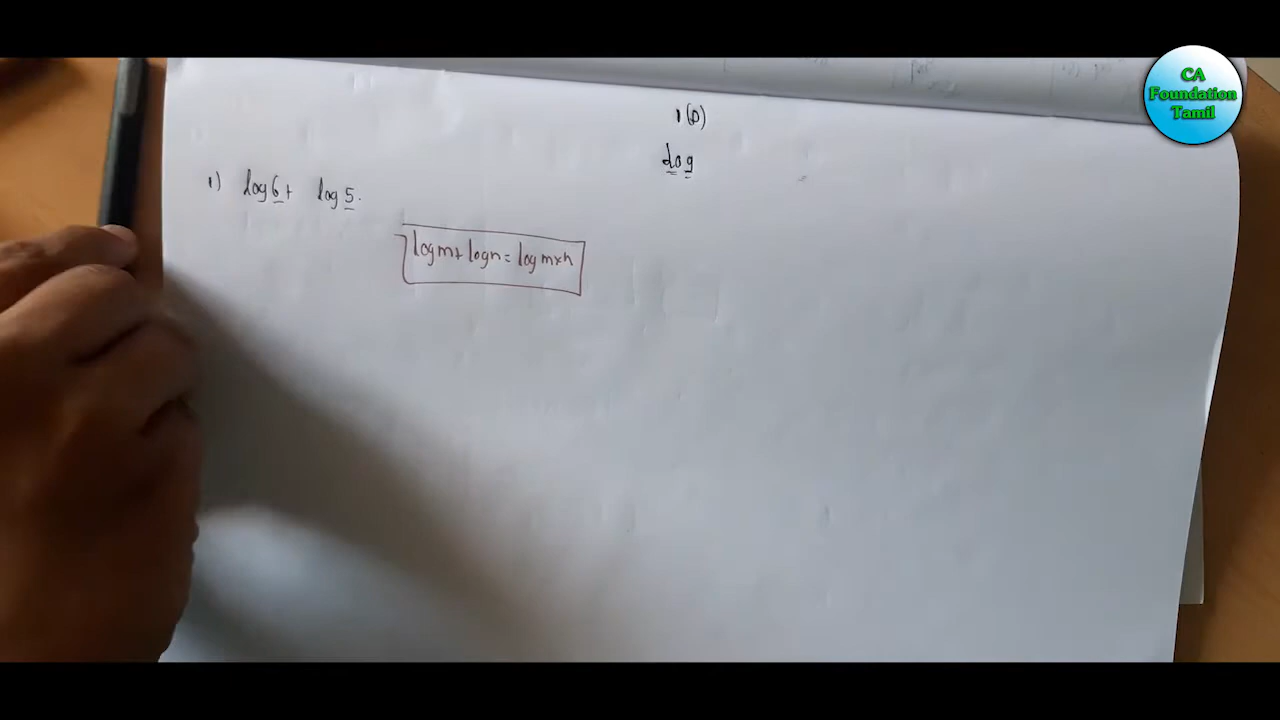 CA
Foundation
Tamil
1(D)
log
1) log 6 + log 5.
log m + log n = log m×n